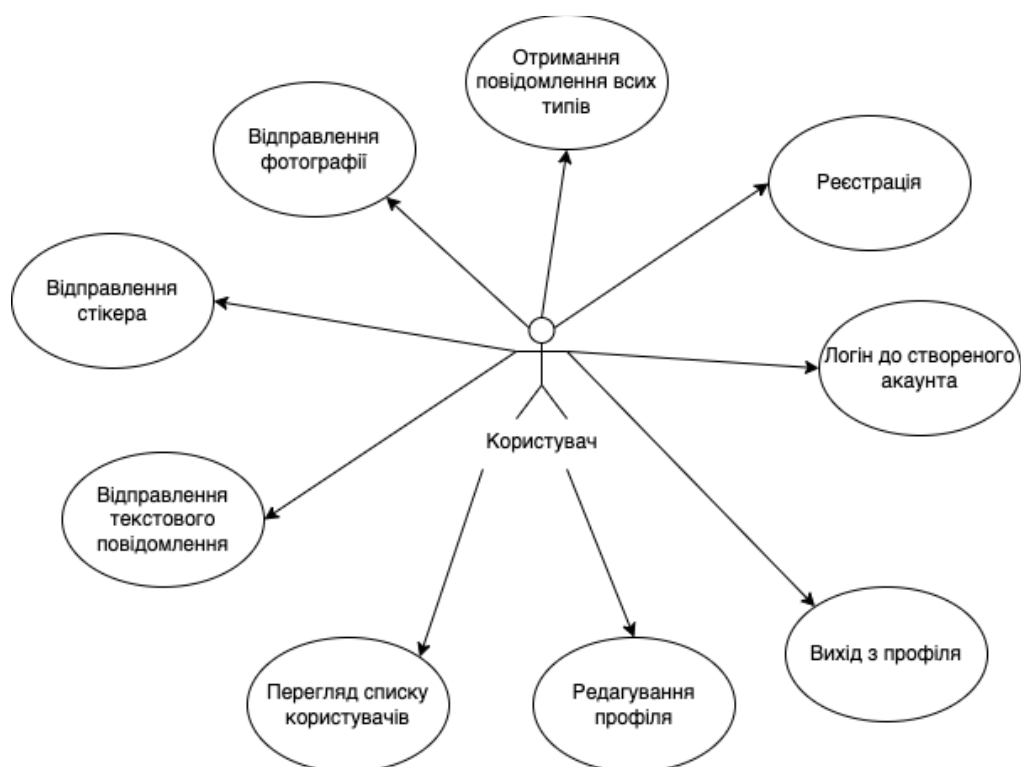 Отримання
повідомлення всих
типів
Відправлення
фотографії
Реєстрація
Відправлення
стікера
Логін до створеного
акаунта
Користувач
Відправлення
текстового
повідомлення
Вихід з профіля
Перегляд списку
користувачів
Редагування
профіля